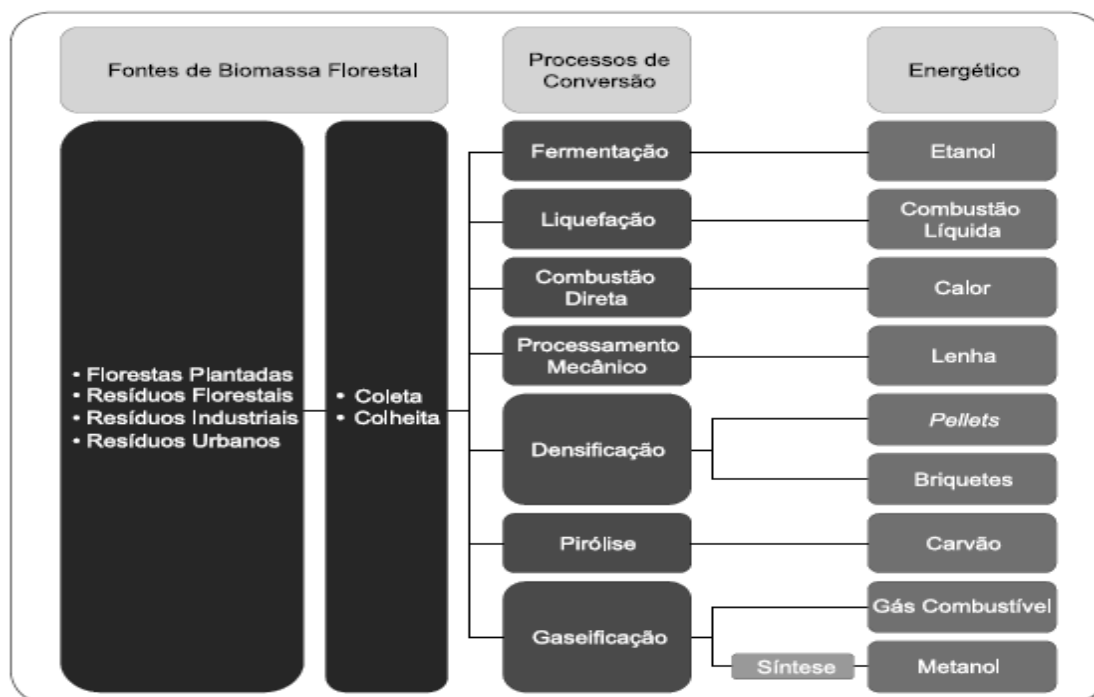 Fontes de Biomassa Florestal
Processos de
Conversão
Energético
• Florestas Plantadas
• Resíduos Florestais
• Resíduos Industriais
• Resíduos Urbanos
• Coleta
• Colheita
Fermentação
Etanol
Liquefação
Combustão
Líquida
Combustão
Direta
Calor
Processamento
Mecânico
Lenha
Densificação
Pellets
Briquetes
Pirólise
Carvão
Gaseificação
Gás Combustível
Síntese
Metanol